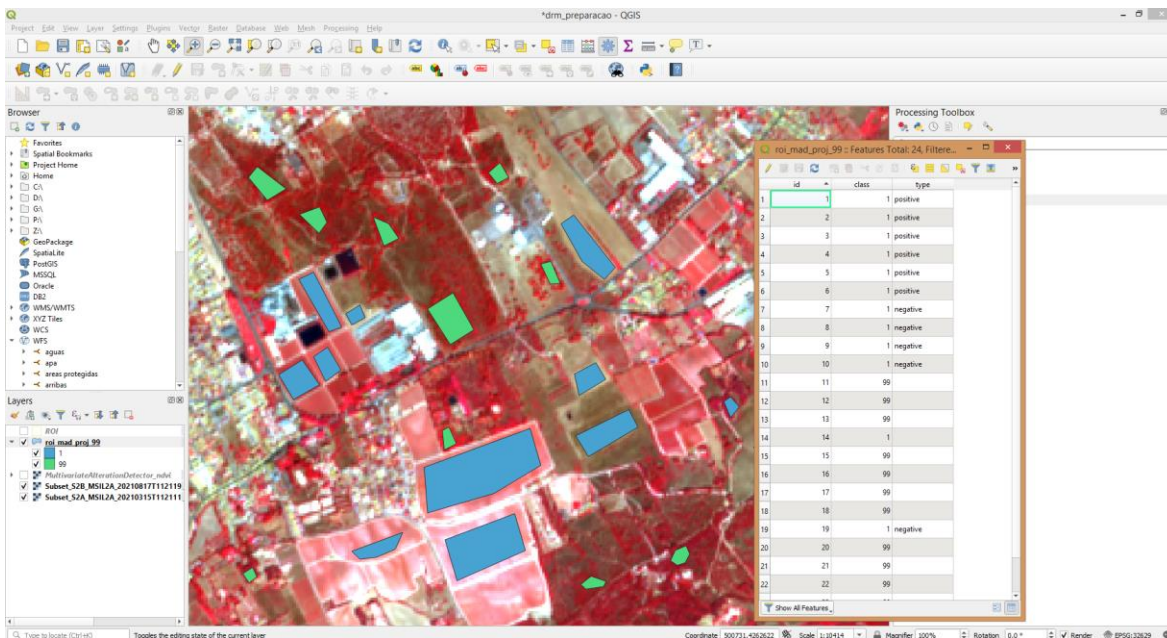 *drm_preparacao - QGIS
Project Edit View Layer Settings Plugins Vector Raster Database Web Mesh Processing Help
Browser
Favorites
Spatial Bookmarks
Project Home
Home
C:\
D:\
G:\
P:\
Z:\
GeoPackage
SpatiaLite
PostGIS
MSSQL
Oracle
DB2
WMS/WMTS
XYZ Tiles
WCS
WFS
aguas
apa
areas protegidas
arribas
Layers
ROI
roi_mad_proj_99
1
99
MultivariateAlterationDetector_ndvi
Subset_S2B_MSIL2A_20210817T112119
Subset_S2A_MSIL2A_20210315T112111
Processing Toolbox
roi_mad_proj_99 :: Features Total: 24, Filtere...
id class type
1 1 1 positive
2 2 1 positive
3 3 1 positive
4 4 1 positive
5 5 1 positive
6 6 1 positive
7 7 1 negative
8 8 1 negative
9 9 1 negative
10 10 1 negative
11 11 99
12 12 99
13 13 99
14 14 1
15 15 99
16 16 99
17 17 99
18 18 99
19 19 1 negative
20 20 99
21 21 99
22 22 99
Show All Features
Type to locate (Ctrl+K) Toggles the editing state of the current layer Coordinate 500731.4262622 Scale 1:10414 Magnifier 100% Rotation 0.0 ° Render EPSG:32629